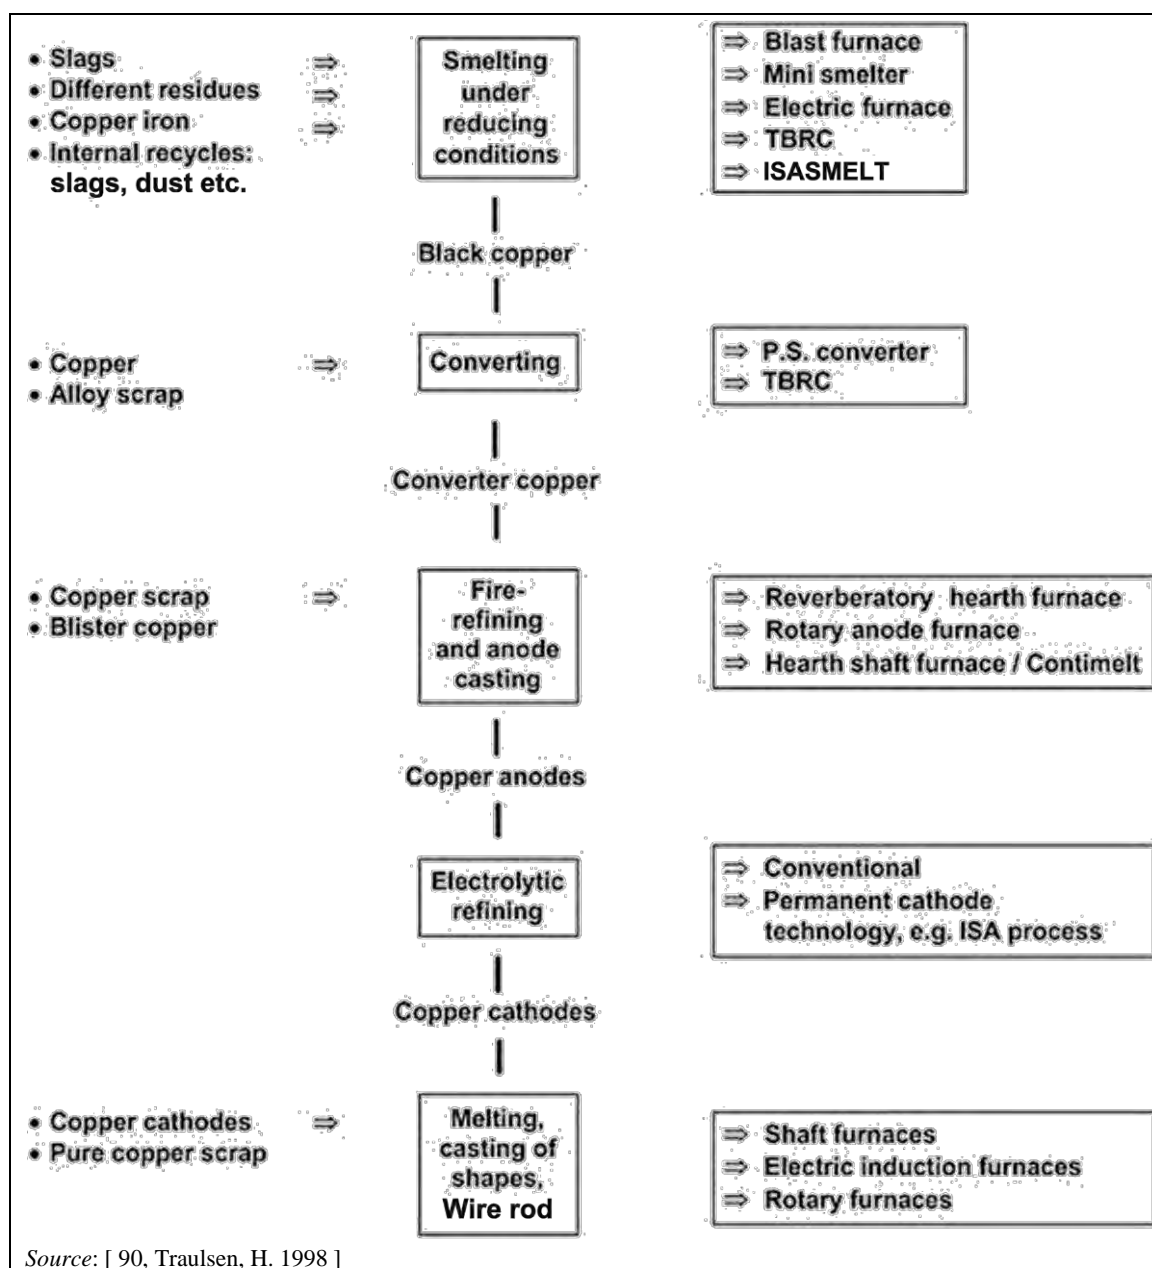 • Slags
• Different residues
• Copper iron
• Internal recycles:
slags, dust etc.
⇒
⇒
⇒
Smelting
under
reducing
conditions
⇒ Blast furnace
⇒ Mini smelter
⇒ Electric furnace
⇒ TBRC
⇒ ISASMELT
Black copper
• Copper
• Alloy scrap
⇒
Converting
⇒ P.S. converter
⇒ TBRC
Converter copper
• Copper scrap
• Blister copper
⇒
Fire-
refining
and anode
casting
⇒ Reverberatory hearth furnace
⇒ Rotary anode furnace
⇒ Hearth shaft furnace / Contimelt
Copper anodes
Electrolytic
refining
⇒ Conventional
⇒ Permanent cathode
technology, e.g. ISA process
Copper cathodes
• Copper cathodes
• Pure copper scrap
⇒
Melting,
casting of
shapes,
Wire rod
⇒ Shaft furnaces
⇒ Electric induction furnaces
⇒ Rotary furnaces
Source: [ 90, Traulsen, H. 1998 ]